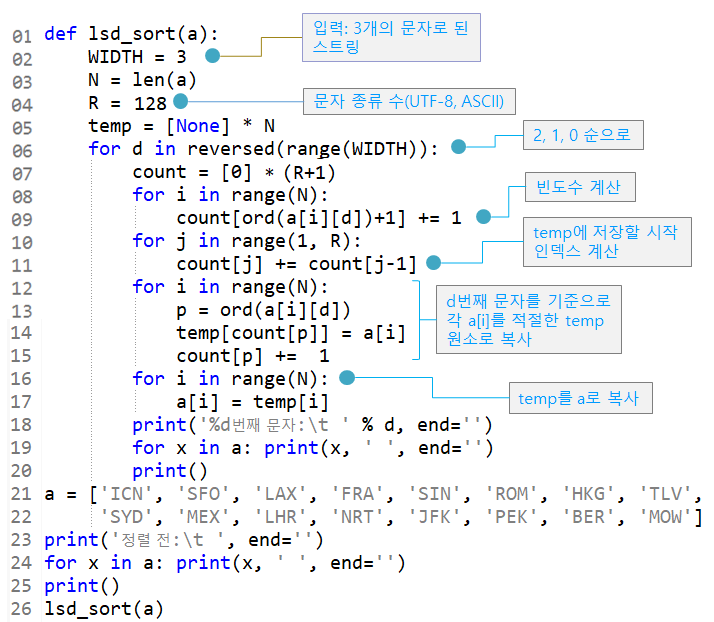 01 def lsd_sort(a):
입력: 3개의 문자로 된
스트링
02     WIDTH = 3
03     N = len(a)
04     R = 128
문자 종류 수(UTF-8, ASCII)
05     temp = [None] * N
06     for d in reversed(range(WIDTH)):
2, 1, 0 순으로
07         count = [0] * (R+1)
08         for i in range(N):
빈도수 계산
09             count[ord(a[i][d])+1] += 1
10         for j in range(1, R):
temp에 저장할 시작
인덱스 계산
11             count[j] += count[j-1]
12         for i in range(N):
13             p = ord(a[i][d])
14             temp[count[p]] = a[i]
15             count[p] +=  1
d번째 문자를 기준으로
각 a[i]를 적절한 temp
원소로 복사
16         for i in range(N):
17             a[i] = temp[i]
temp를 a로 복사
18         print('%d번째 문자:\t ' % d, end='')
19         for x in a: print(x, ' ', end='')
20         print()
21 a = ['ICN', 'SFO', 'LAX', 'FRA', 'SIN', 'ROM', 'HKG', 'TLV',
22      'SYD', 'MEX', 'LHR', 'NRT', 'JFK', 'PEK', 'BER', 'MOW']
23 print('정렬 전:\t ', end='')
24 for x in a: print(x, ' ', end='')
25 print()
26 lsd_sort(a)